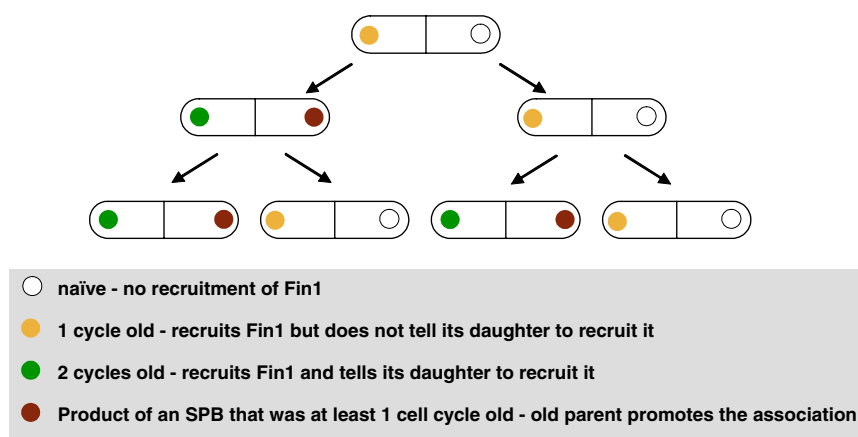 naïve - no recruitment of Fin1
1 cycle old - recruits Fin1 but does not tell its daughter to recruit it
2 cycles old - recruits Fin1 and tells its daughter to recruit it
Product of an SPB that was at least 1 cell cycle old - old parent promotes the association